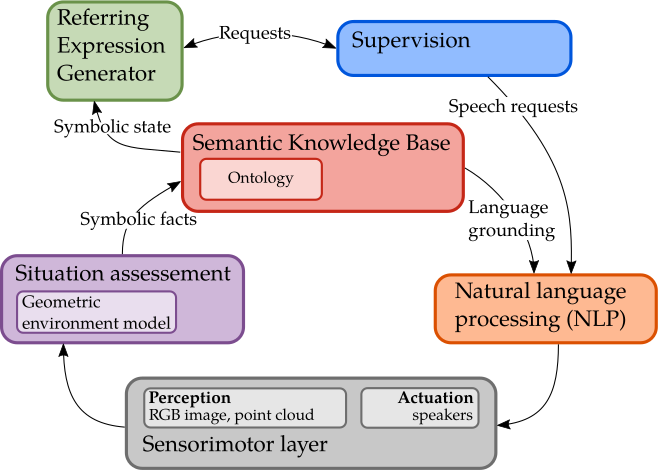 Referring
Expression
Generator
Requests
Supervision
Speech requests
Symbolic state
Semantic Knowledge Base
Ontology
Language
grounding
Symbolic facts
Situation assessement
Geometric
environment model
Natural language
processing (NLP)
Perception
RGB image, point cloud
Actuation
speakers
Sensorimotor layer